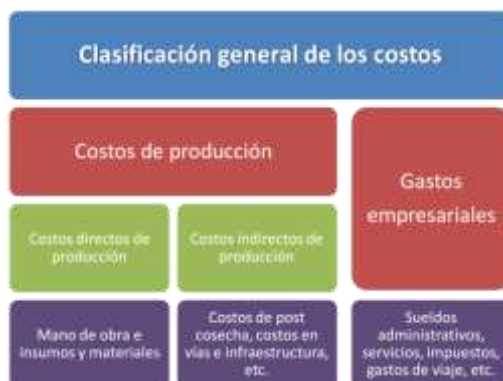 Clasificación general de los costos
Costos de producción
Gastos
empresariales
Costos directos de
producción
Costos indirectos de
producción
Mano de obra e
insumos y materiales
Costos de post
cosecha, costos en
vías e infraestructura,
etc.
Sueldos
administrativos,
servicios, impuestos,
gastos de viaje, etc.